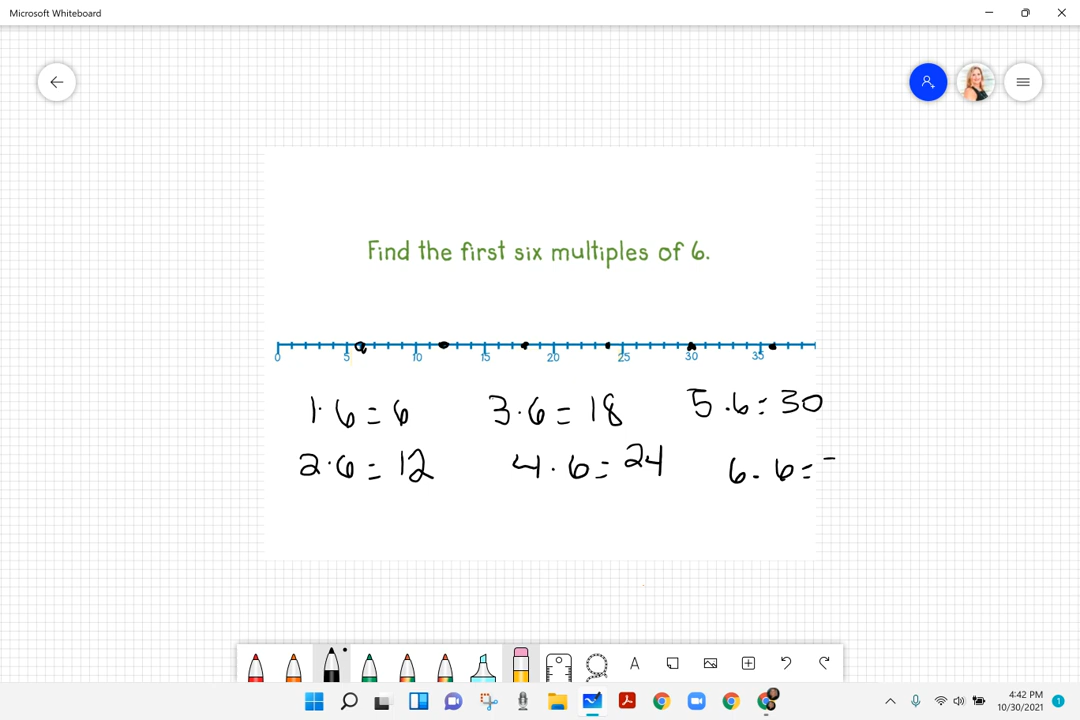 Microsoft Whiteboard
Find the first six multiples of 6.
0 5 10 15 20 25 30 35
1·6=6 3·6=18 5·6=30
2·6=12 4·6=24 6·6=
A
4:42 PM
10/30/2021
1